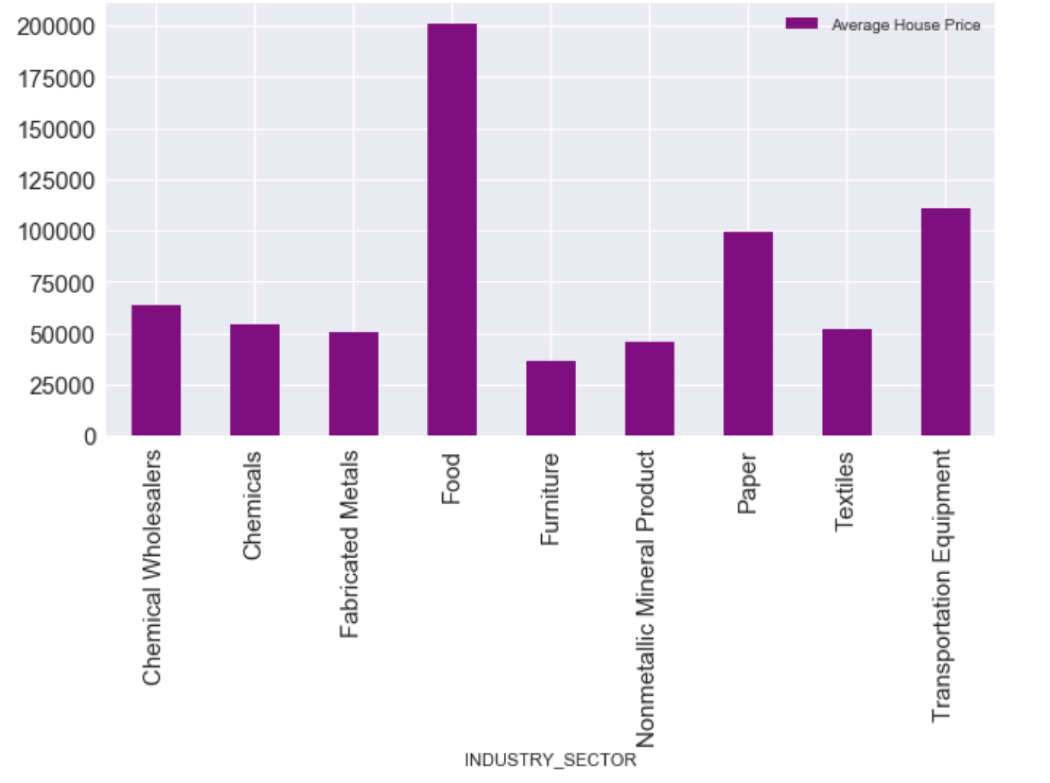 Average House Price
200000
175000
150000
125000
100000
75000
50000
25000
0
Chemical Wholesalers
Chemicals
Fabricated Metals
Food
Furniture
Nonmetallic Mineral Product
Paper
Textiles
Transportation Equipment
INDUSTRY_SECTOR